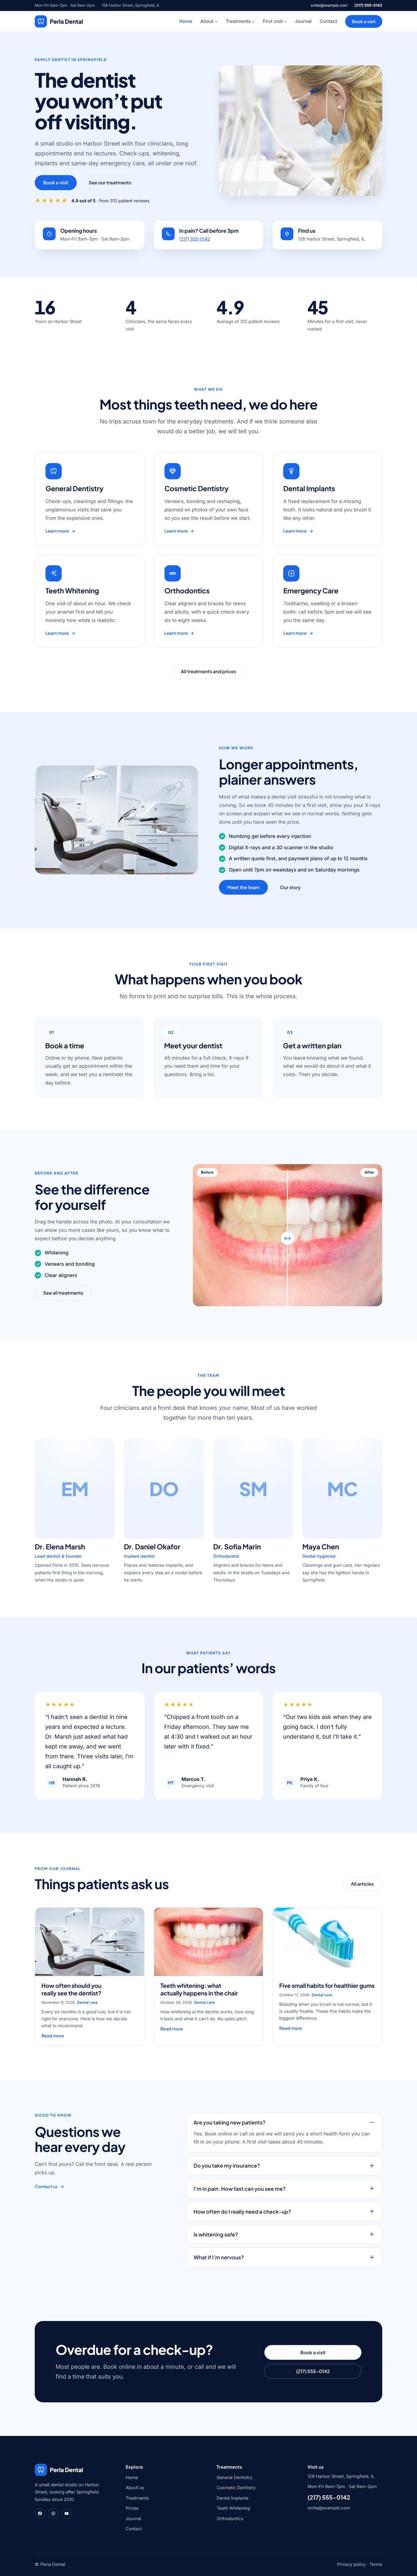 Mon–Fri 8am–7pm · Sat 9am–2pm
128 Harbor Street, Springfield, IL
smile@example.com
(217) 555-0142
Perla Dental
Home
About
Treatments
First visit
Journal
Contact
Book a visit
FAMILY DENTIST IN SPRINGFIELD
The dentist
you won’t put
off visiting.
A small studio on Harbor Street with four clinicians, long
appointments and no lectures. Check-ups, whitening,
implants and same-day emergency care, all under one roof.
Book a visit
See our treatments
4.9 out of 5 · from 312 patient reviews
Opening hours
Mon–Fri 8am–7pm · Sat 9am–2pm
In pain? Call before 3pm
(217) 555-0142
Find us
128 Harbor Street, Springfield, IL
16
Years on Harbor Street
4
Clinicians, the same faces every
visit
4.9
Average of 312 patient reviews
45
Minutes for a first visit, never
rushed
WHAT WE DO
Most things teeth need, we do here
No trips across town for the everyday treatments. And if we think someone else
would do a better job, we will tell you.
General Dentistry
Check-ups, cleanings and fillings: the
unglamorous visits that save you
from the expensive ones.
Learn more
Cosmetic Dentistry
Veneers, bonding and reshaping,
planned on photos of your own face
so you see the result before we start.
Learn more
Dental Implants
A fixed replacement for a missing
tooth. It looks natural and you brush it
like any other.
Learn more
Teeth Whitening
One visit of about an hour. We check
your enamel first and tell you
honestly how white is realistic.
Learn more
Orthodontics
Clear aligners and braces for teens
and adults, with a quick check every
six to eight weeks.
Learn more
Emergency Care
Toothache, swelling or a broken
tooth: call before 3pm and we will see
you the same day.
Learn more
All treatments and prices
HOW WE WORK
Longer appointments,
plainer answers
Most of what makes a dental visit stressful is not knowing what is
coming. So we book 45 minutes for a first visit, show you your X-rays
on screen and explain what we see in normal words. Nothing gets
done until you have seen the price.
Numbing gel before every injection
Digital X-rays and a 3D scanner in the studio
A written quote first, and payment plans of up to 12 months
Open until 7pm on weekdays and on Saturday mornings
Meet the team
Our story
YOUR FIRST VISIT
What happens when you book
No forms to print and no surprise bills. This is the whole process.
01
Book a time
Online or by phone. New patients
usually get an appointment within the
week, and we text you a reminder the
day before.
02
Meet your dentist
45 minutes for a full check, X-rays if
you need them and time for your
questions. Bring a list.
03
Get a written plan
You leave knowing what we found,
what we would do about it and what it
costs. Then you decide.
BEFORE AND AFTER
See the difference
for yourself
Drag the handle across the photo. At your consultation we
can show you more cases like yours, so you know what to
expect before you decide anything.
Whitening
Veneers and bonding
Clear aligners
See all treatments
Before
After
THE TEAM
The people you will meet
Four clinicians and a front desk that knows your name. Most of us have worked
together for more than ten years.
EM
Dr. Elena Marsh
Lead dentist & founder
Opened Perla in 2010. Sees nervous
patients first thing in the morning,
when the studio is quiet.
DO
Dr. Daniel Okafor
Implant dentist
Places and restores implants, and
explains every step on a model before
he starts.
SM
Dr. Sofia Marin
Orthodontist
Aligners and braces for teens and
adults. In the studio on Tuesdays and
Thursdays.
MC
Maya Chen
Dental hygienist
Cleanings and gum care. Her regulars
say she has the lightest hands in
Springfield.
WHAT PATIENTS SAY
In our patients’ words
“I hadn’t seen a dentist in nine
years and expected a lecture.
Dr. Marsh just asked what had
kept me away, and we went
from there. Three visits later, I’m
all caught up.”
HR
Hannah R.
Patient since 2019
“Chipped a front tooth on a
Friday afternoon. They saw me
at 4:30 and I walked out an hour
later with it fixed.”
MT
Marcus T.
Emergency visit
“Our two kids ask when they are
going back. I don’t fully
understand it, but I’ll take it.”
PK
Priya K.
Family of four
FROM OUR JOURNAL
Things patients ask us
All articles
How often should you
really see the dentist?
November 8, 2026 Dental care
Every six months is a good rule, but it is not
right for everyone. Here is how we decide
what to recommend.
Read more
Teeth whitening: what
actually happens in the chair
October 28, 2026 Dental care
How whitening at the dentist works, how long
it lasts and what it can’t do. No sales pitch.
Read more
Five small habits for healthier gums
October 17, 2026 Dental care
Bleeding when you brush is not normal, but it
is usually fixable. These five habits make the
biggest difference.
Read more
GOOD TO KNOW
Questions we
hear every day
Can’t find yours? Call the front desk. A real person
picks up.
Contact us
Are you taking new patients?
Yes. Book online or call us and we will send you a short health form you can
fill in on your phone. A first visit takes about 45 minutes.
Do you take my insurance?
I’m in pain. How fast can you see me?
How often do I really need a check-up?
Is whitening safe?
What if I’m nervous?
Overdue for a check-up?
Most people are. Book online in about a minute, or call and we will
find a time that suits you.
Book a visit
(217) 555-0142
Perla Dental
A small dental studio on Harbor
Street, looking after Springfield
families since 2010.
Explore
Home
About us
Treatments
Prices
Journal
Contact
Treatments
General Dentistry
Cosmetic Dentistry
Dental Implants
Teeth Whitening
Orthodontics
Visit us
128 Harbor Street, Springfield, IL
Mon–Fri 8am–7pm · Sat 9am–2pm
(217) 555-0142
smile@example.com
© Perla Dental
Privacy policy · Terms